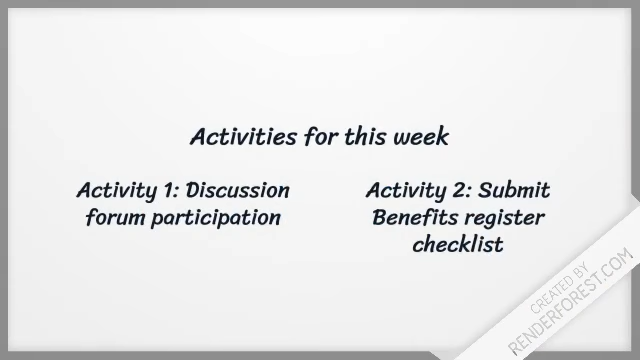 Activities for this week
Activity 1: Discussion
forum participation
Activity 2: Submit
Benefits register
checklist
CREATED BY
RENDERFOREST.COM